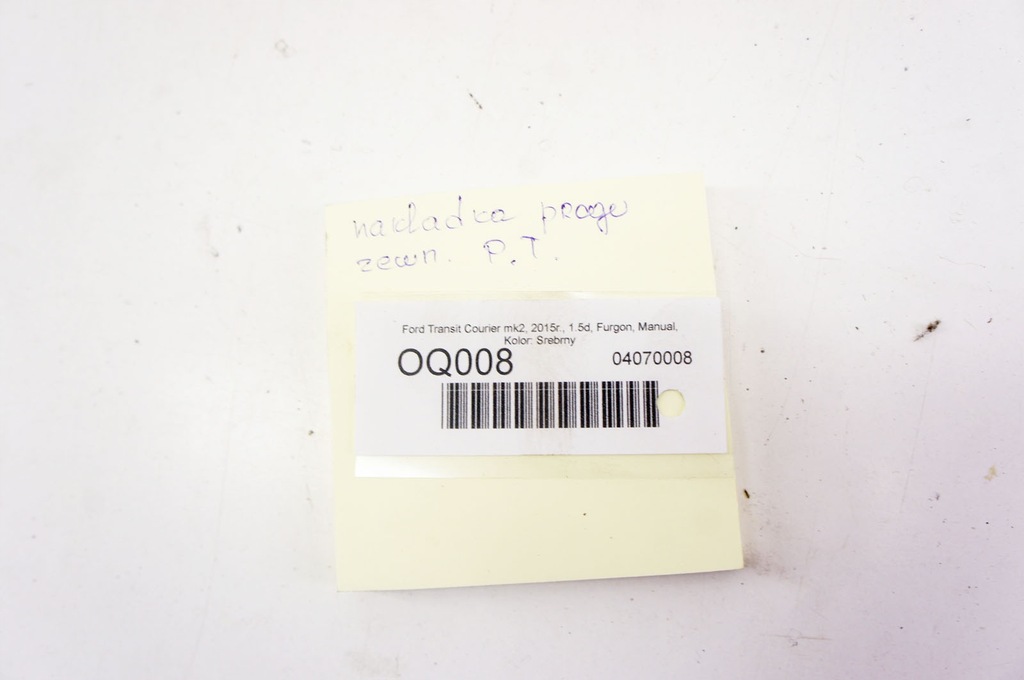 nakładka progu
zewn. P.T.
Ford Transit Courier mk2, 2015r., 1.5d, Furgon, Manual,
Kolor: Srebrny
OQ008 04070008